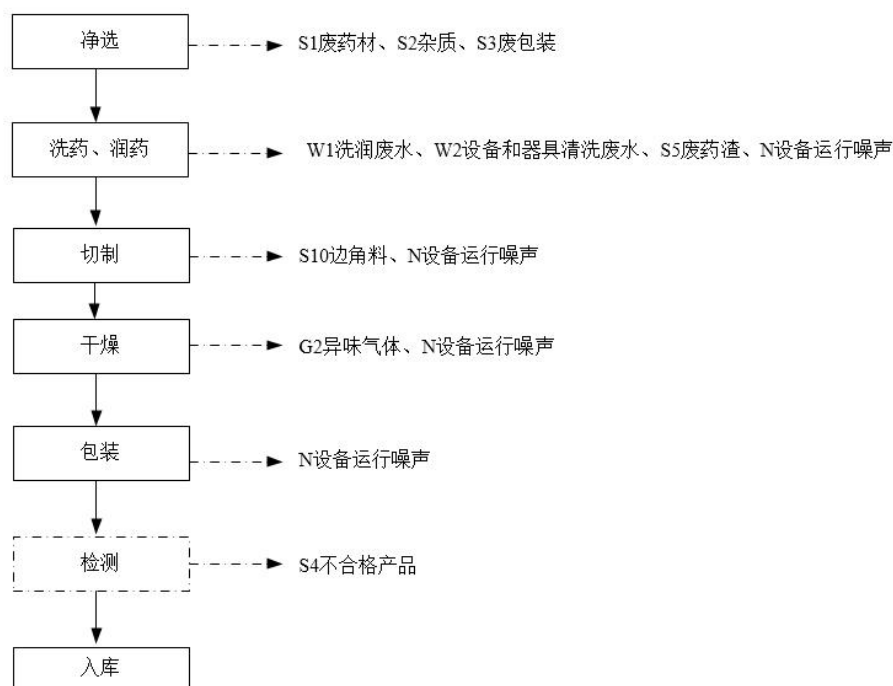 净选
S1废药材、S2杂质、S3废包装
洗药、润药
W1洗润废水、W2设备和器具清洗废水、S5废药渣、N设备运行噪声
切制
S10边角料、N设备运行噪声
干燥
G2异味气体、N设备运行噪声
包装
N设备运行噪声
检测
S4不合格产品
入库